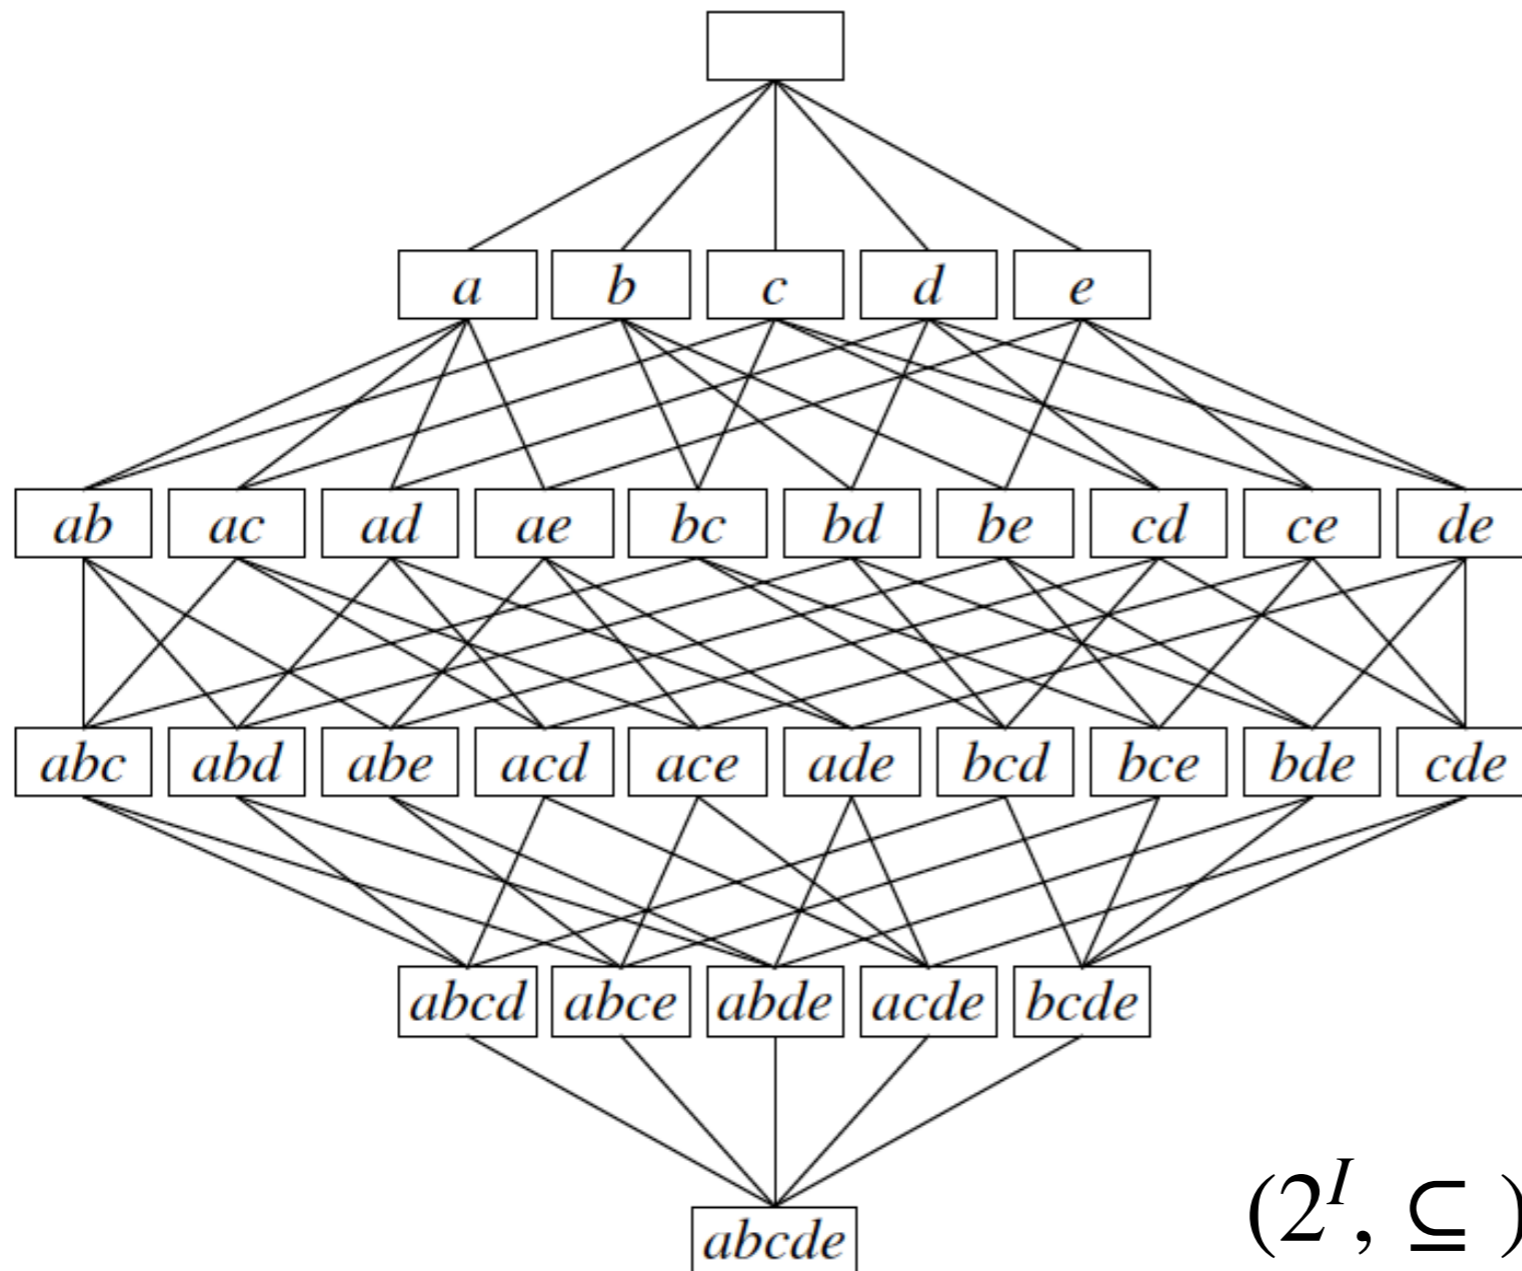 a b c d e
ab ac ad ae bc bd be cd ce de
abc abd abe acd ace ade bcd bce bde cde
abcd abce abde acde bcde
abcde
(2^I, ⊆ )